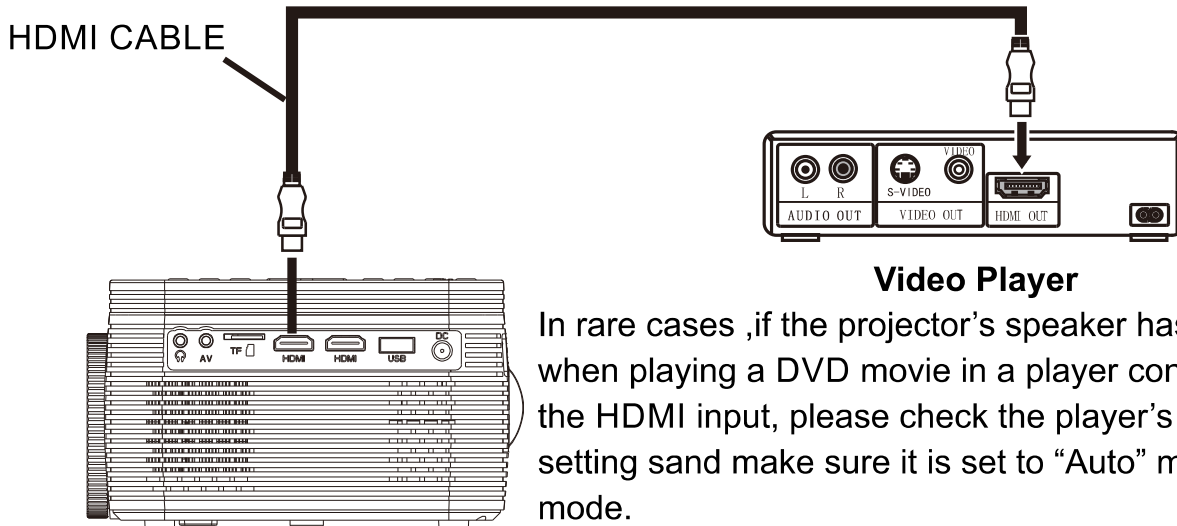 HDMI CABLE
VIDEO
L R
S-VIDEO
AUDIO OUT
VIDEO OUT
HDMI OUT
Video Player
In rare cases ,if the projector’s speaker has
when playing a DVD movie in a player
the HDMI input, please check the player’s
setting sand make sure it is set to “Auto”
mode.
DC
AV
TF
HDMI
HDMI
USB